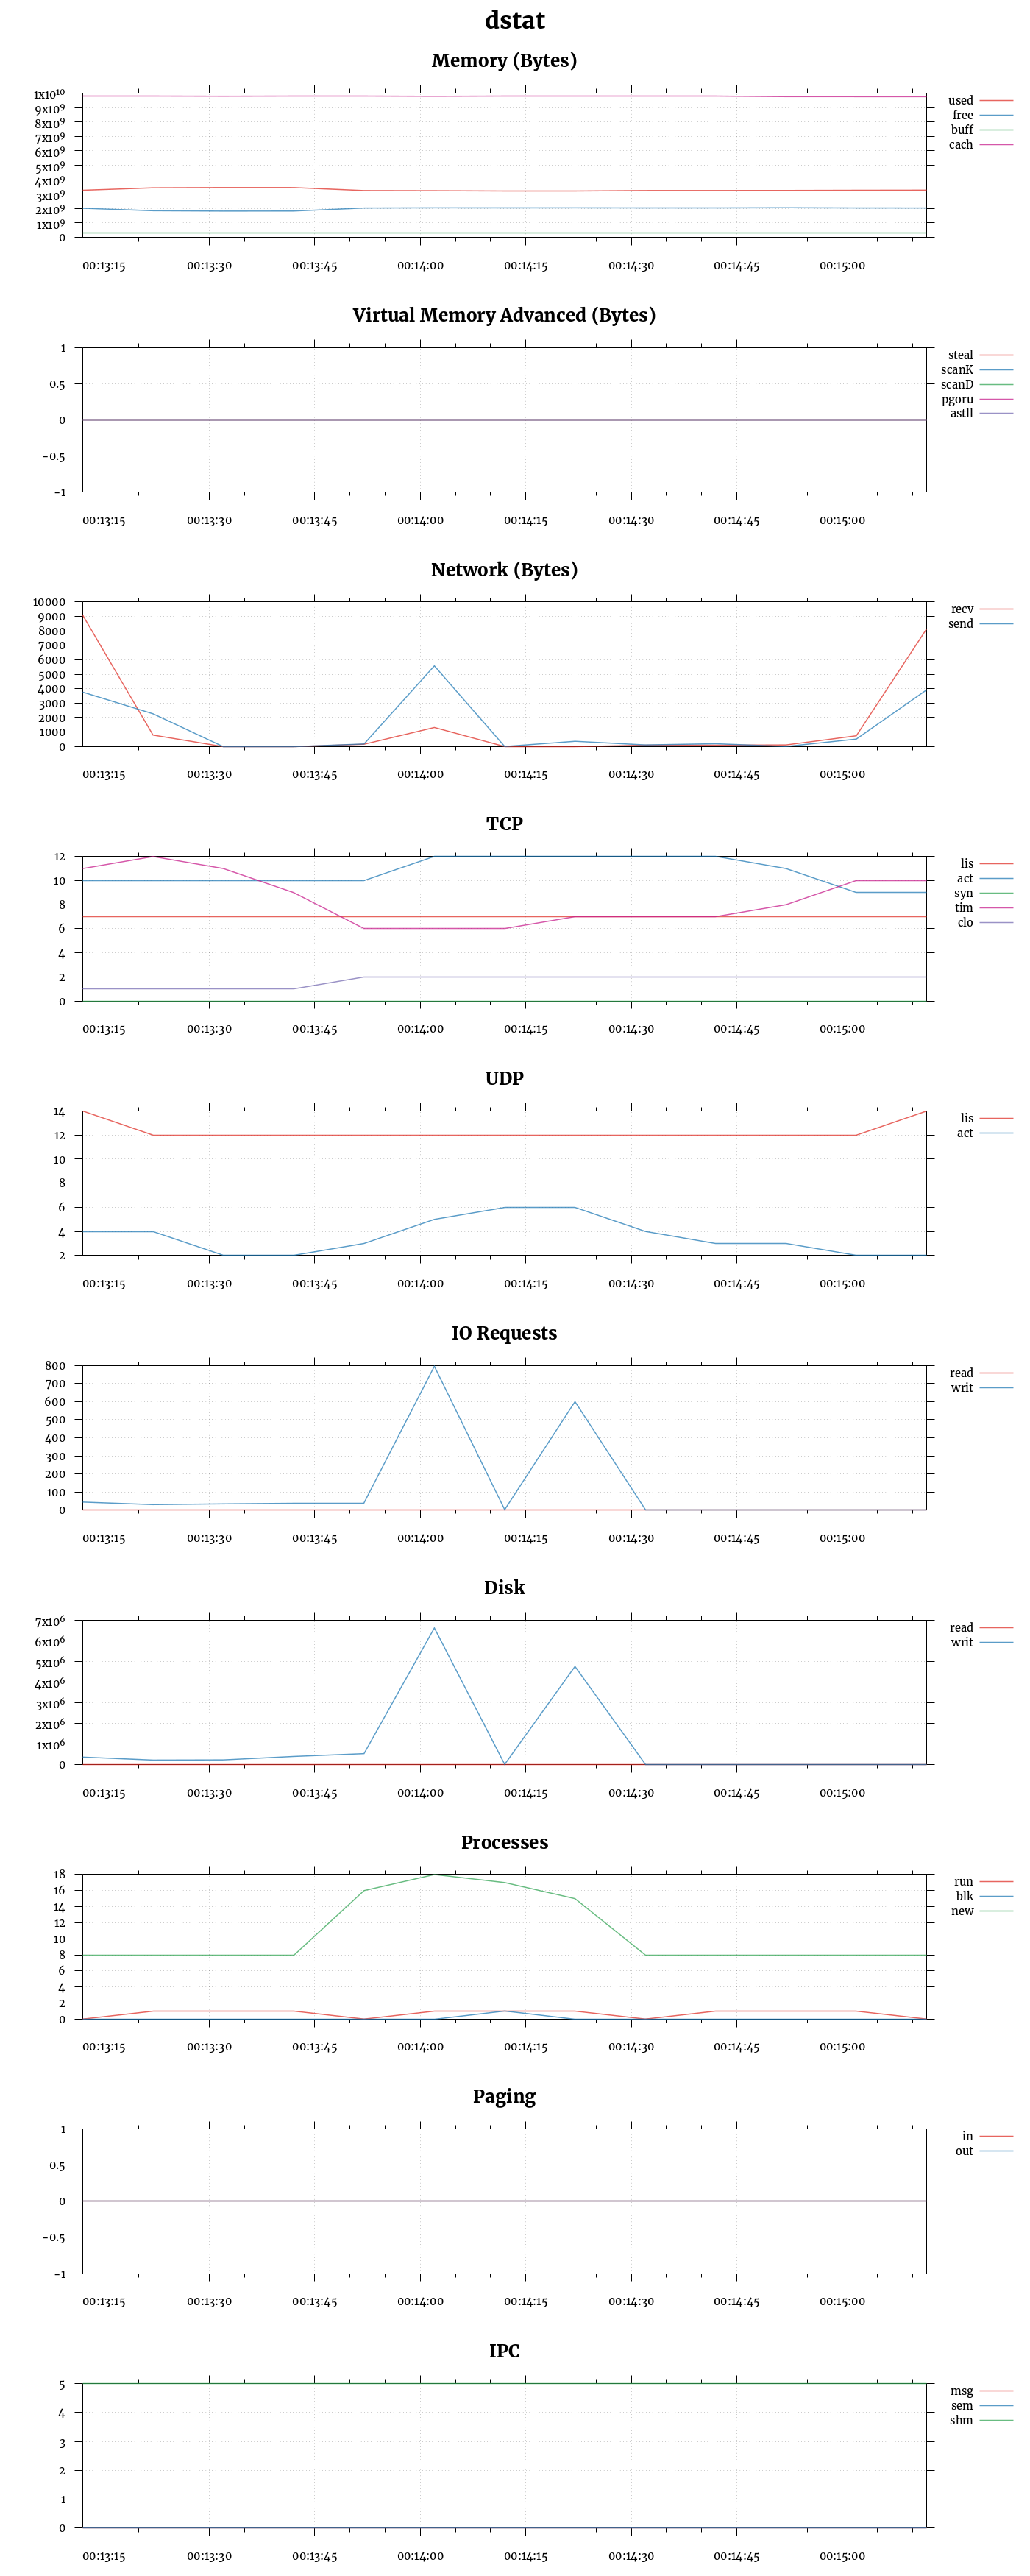 dstat
Memory (Bytes)
1x10¹⁰
9x10⁹
8x10⁹
7x10⁹
6x10⁹
5x10⁹
4x10⁹
3x10⁹
2x10⁹
1x10⁹
0
used
free
buff
cach
00:13:15 00:13:30 00:13:45 00:14:00 00:14:15 00:14:30 00:14:45 00:15:00
Virtual Memory Advanced (Bytes)
1
0.5
0
-0.5
-1
steal
scanK
scanD
pgoru
astll
00:13:15 00:13:30 00:13:45 00:14:00 00:14:15 00:14:30 00:14:45 00:15:00
Network (Bytes)
10000
9000
8000
7000
6000
5000
4000
3000
2000
1000
0
recv
send
00:13:15 00:13:30 00:13:45 00:14:00 00:14:15 00:14:30 00:14:45 00:15:00
TCP
12
10
8
6
4
2
0
lis
act
syn
tim
clo
00:13:15 00:13:30 00:13:45 00:14:00 00:14:15 00:14:30 00:14:45 00:15:00
UDP
14
12
10
8
6
4
2
lis
act
00:13:15 00:13:30 00:13:45 00:14:00 00:14:15 00:14:30 00:14:45 00:15:00
IO Requests
800
700
600
500
400
300
200
100
0
read
writ
00:13:15 00:13:30 00:13:45 00:14:00 00:14:15 00:14:30 00:14:45 00:15:00
Disk
7x10⁶
6x10⁶
5x10⁶
4x10⁶
3x10⁶
2x10⁶
1x10⁶
0
read
writ
00:13:15 00:13:30 00:13:45 00:14:00 00:14:15 00:14:30 00:14:45 00:15:00
Processes
18
16
14
12
10
8
6
4
2
0
run
blk
new
00:13:15 00:13:30 00:13:45 00:14:00 00:14:15 00:14:30 00:14:45 00:15:00
Paging
1
0.5
0
-0.5
-1
in
out
00:13:15 00:13:30 00:13:45 00:14:00 00:14:15 00:14:30 00:14:45 00:15:00
IPC
5
4
3
2
1
0
msg
sem
shm
00:13:15 00:13:30 00:13:45 00:14:00 00:14:15 00:14:30 00:14:45 00:15:00